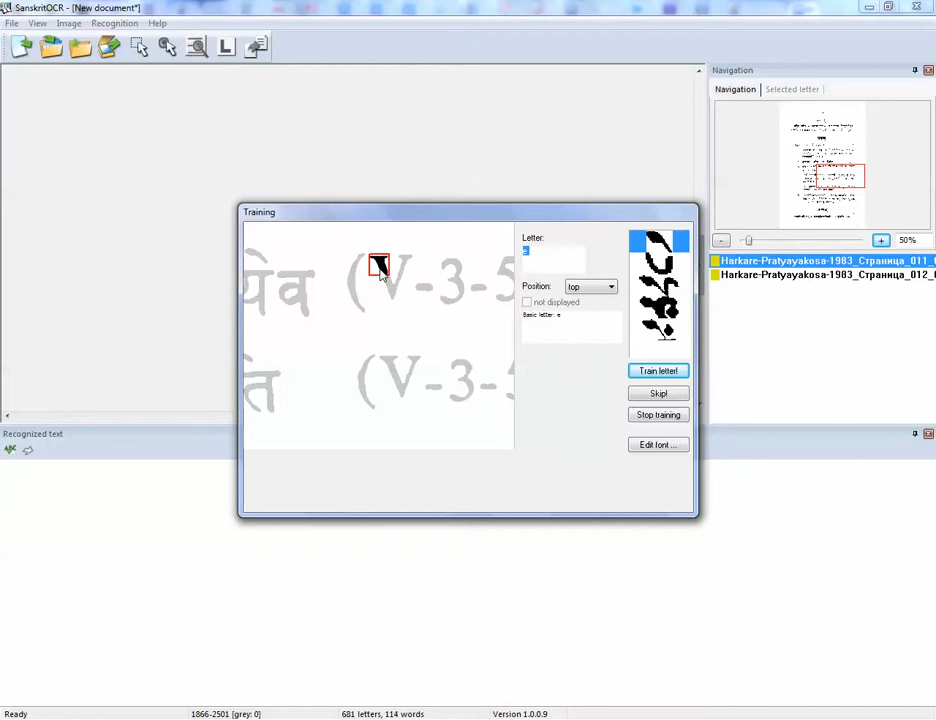 SanskritOCR - [New document*]
File View Image Recognition Help
Navigation
Navigation Selected letter
- + 50%
Harkare-Pratyayakosa-1983_Страница_011_
Harkare-Pratyayakosa-1983_Страница_012_
Training
Letter:
e
Position: top
not displayed
Basic letter: e
Train letter!
Skip!
Stop training
Edit font ...
येव (V-3-5
ते (V-3-
Recognized text
Ready 1866-2501 [grey: 0] 681 letters, 114 words Version 1.0.0.9